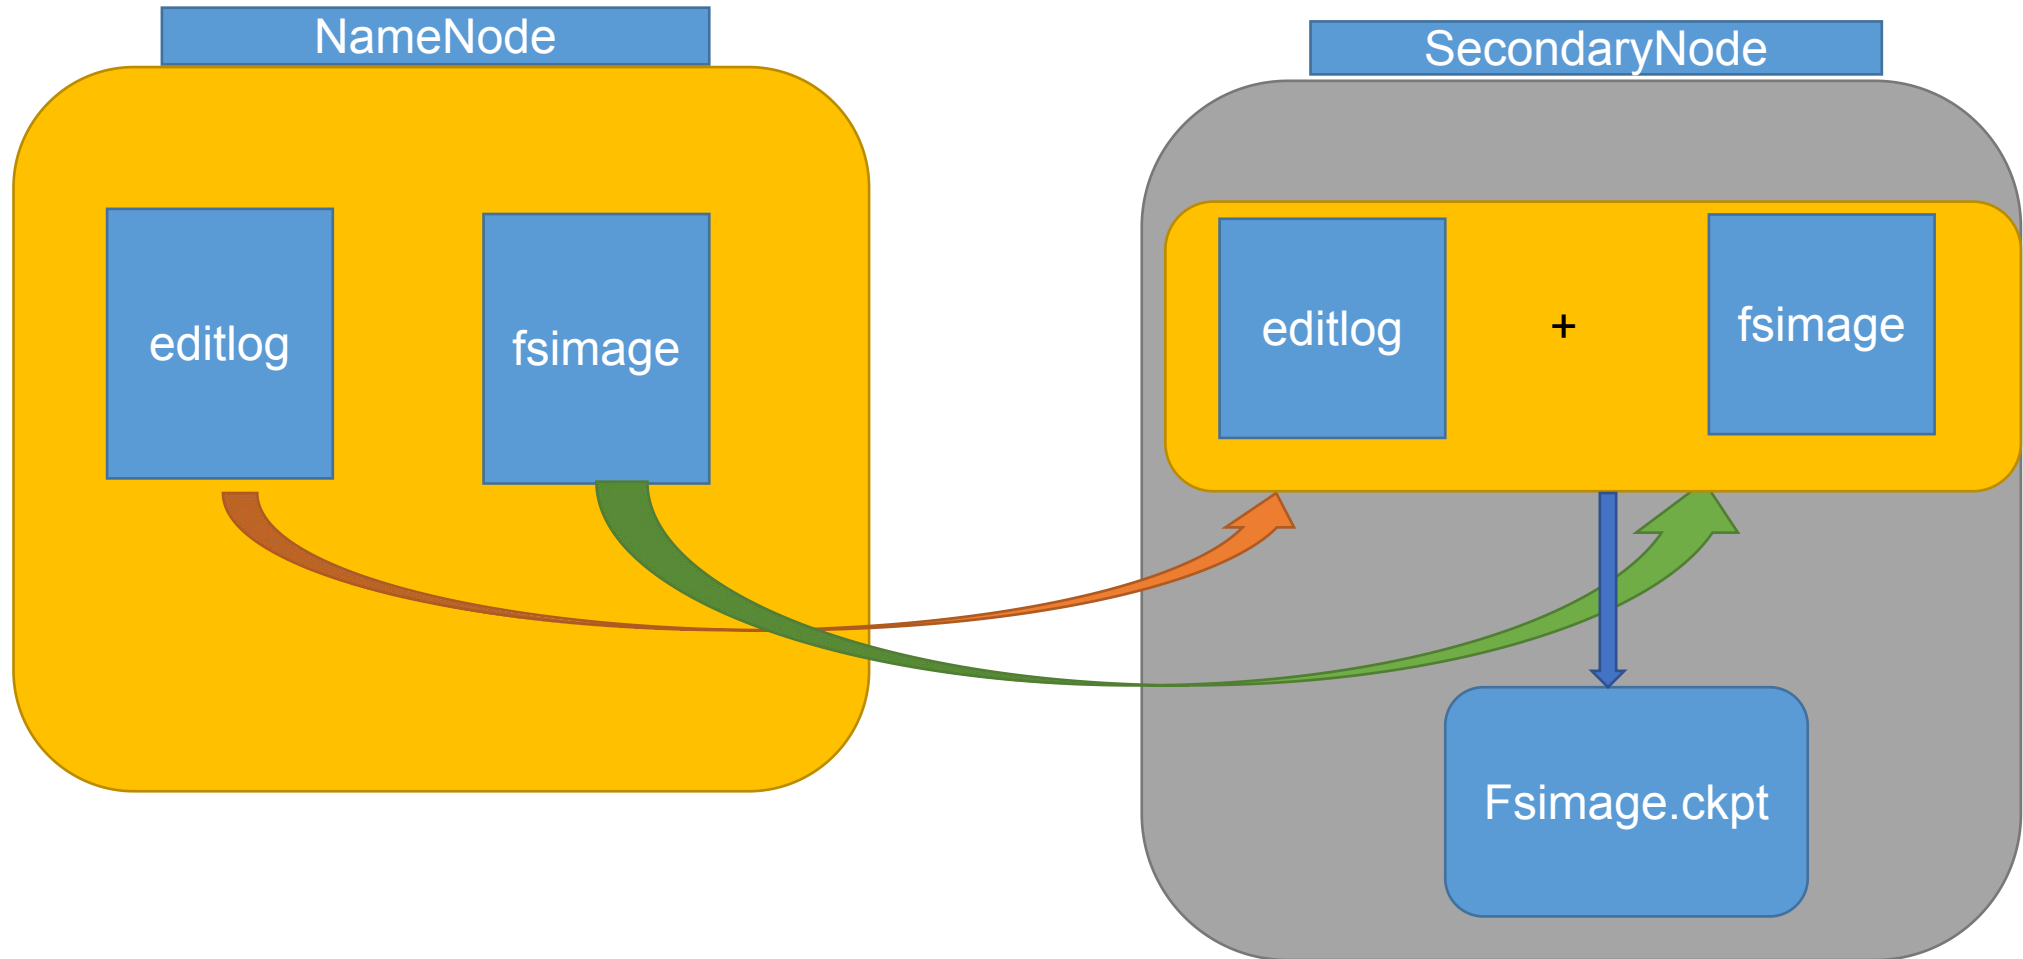 NameNode
SecondaryNode
editlog
fsimage
editlog
+
fsimage
Fsimage.ckpt